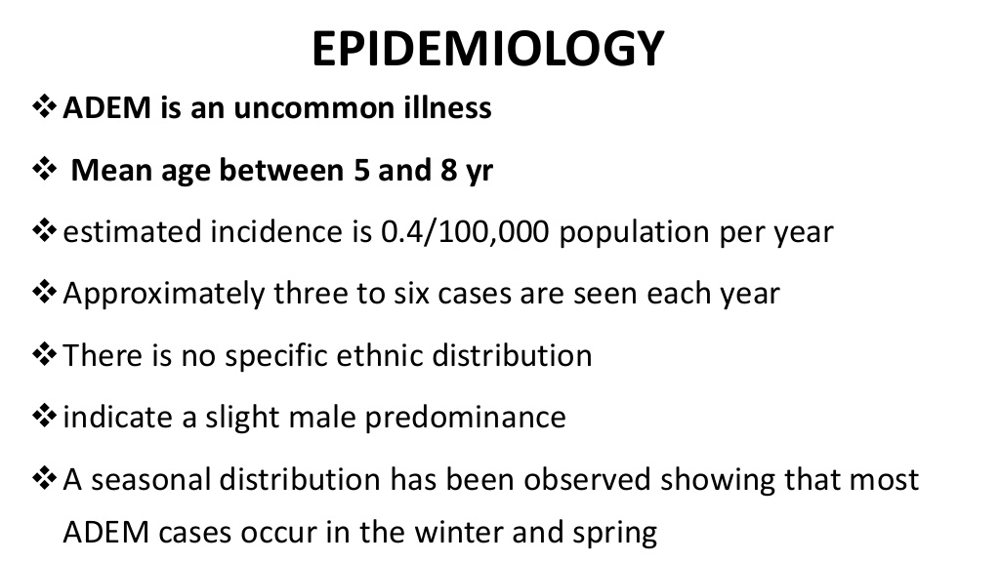 EPIDEMIOLOGY
❖ADEM is an uncommon illness
❖ Mean age between 5 and 8 yr
❖estimated incidence is 0.4/100,000 population per year
❖Approximately three to six cases are seen each year
❖There is no specific ethnic distribution
❖indicate a slight male predominance
❖A seasonal distribution has been observed showing that most
ADEM cases occur in the winter and spring